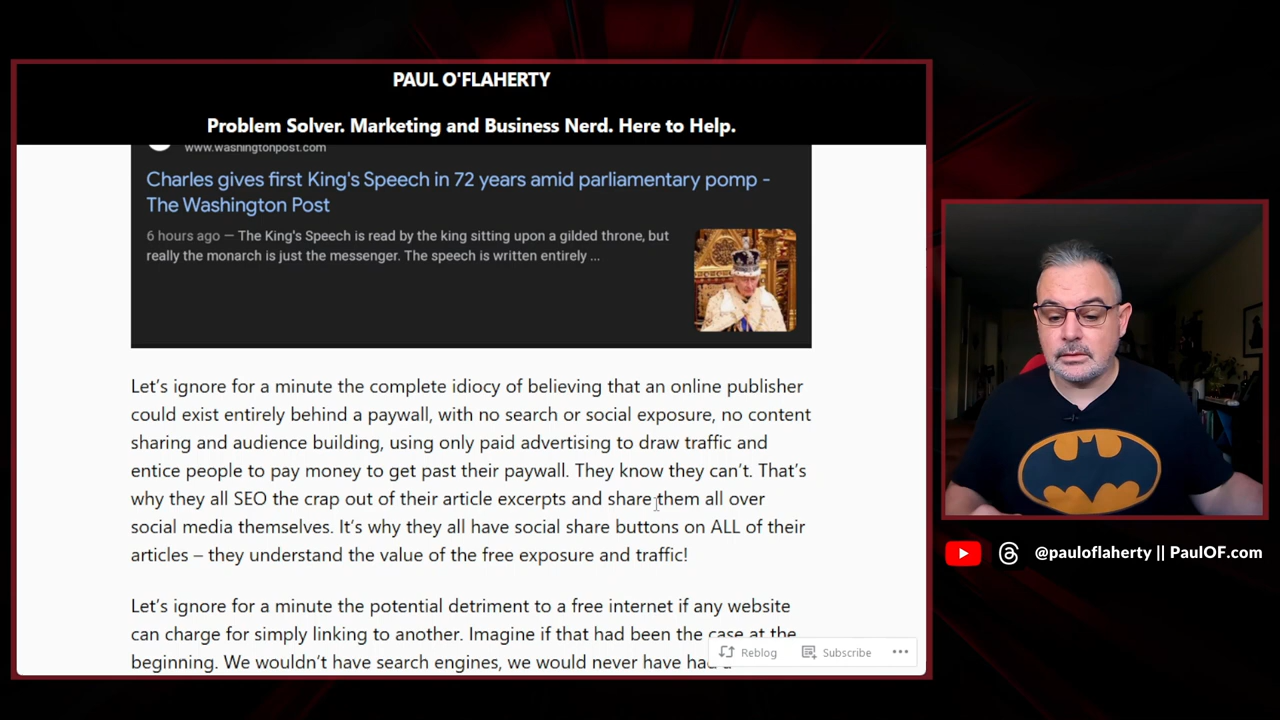 PAUL O'FLAHERTY
Problem Solver. Marketing and Business Nerd. Here to Help.
www.washingtonpost.com
Charles gives first King's Speech in 72 years amid parliamentary pomp -
The Washington Post
6 hours ago — The King's Speech is read by the king sitting upon a gilded throne, but
really the monarch is just the messenger. The speech is written entirely ...
Let's ignore for a minute the complete idiocy of believing that an online publisher
could exist entirely behind a paywall, with no search or social exposure, no content
sharing and audience building, using only paid advertising to draw traffic and
entice people to pay money to get past their paywall. They know they can't. That's
why they all SEO the crap out of their article excerpts and share them all over
social media themselves. It's why they all have social share buttons on ALL of their
articles – they understand the value of the free exposure and traffic!
Let's ignore for a minute the potential detriment to a free internet if any website
can charge for simply linking to another. Imagine if that had been the case at the
beginning. We wouldn't have search engines, we would never have had a
Reblog
Subscribe
@pauloflaherty || PaulOF.com